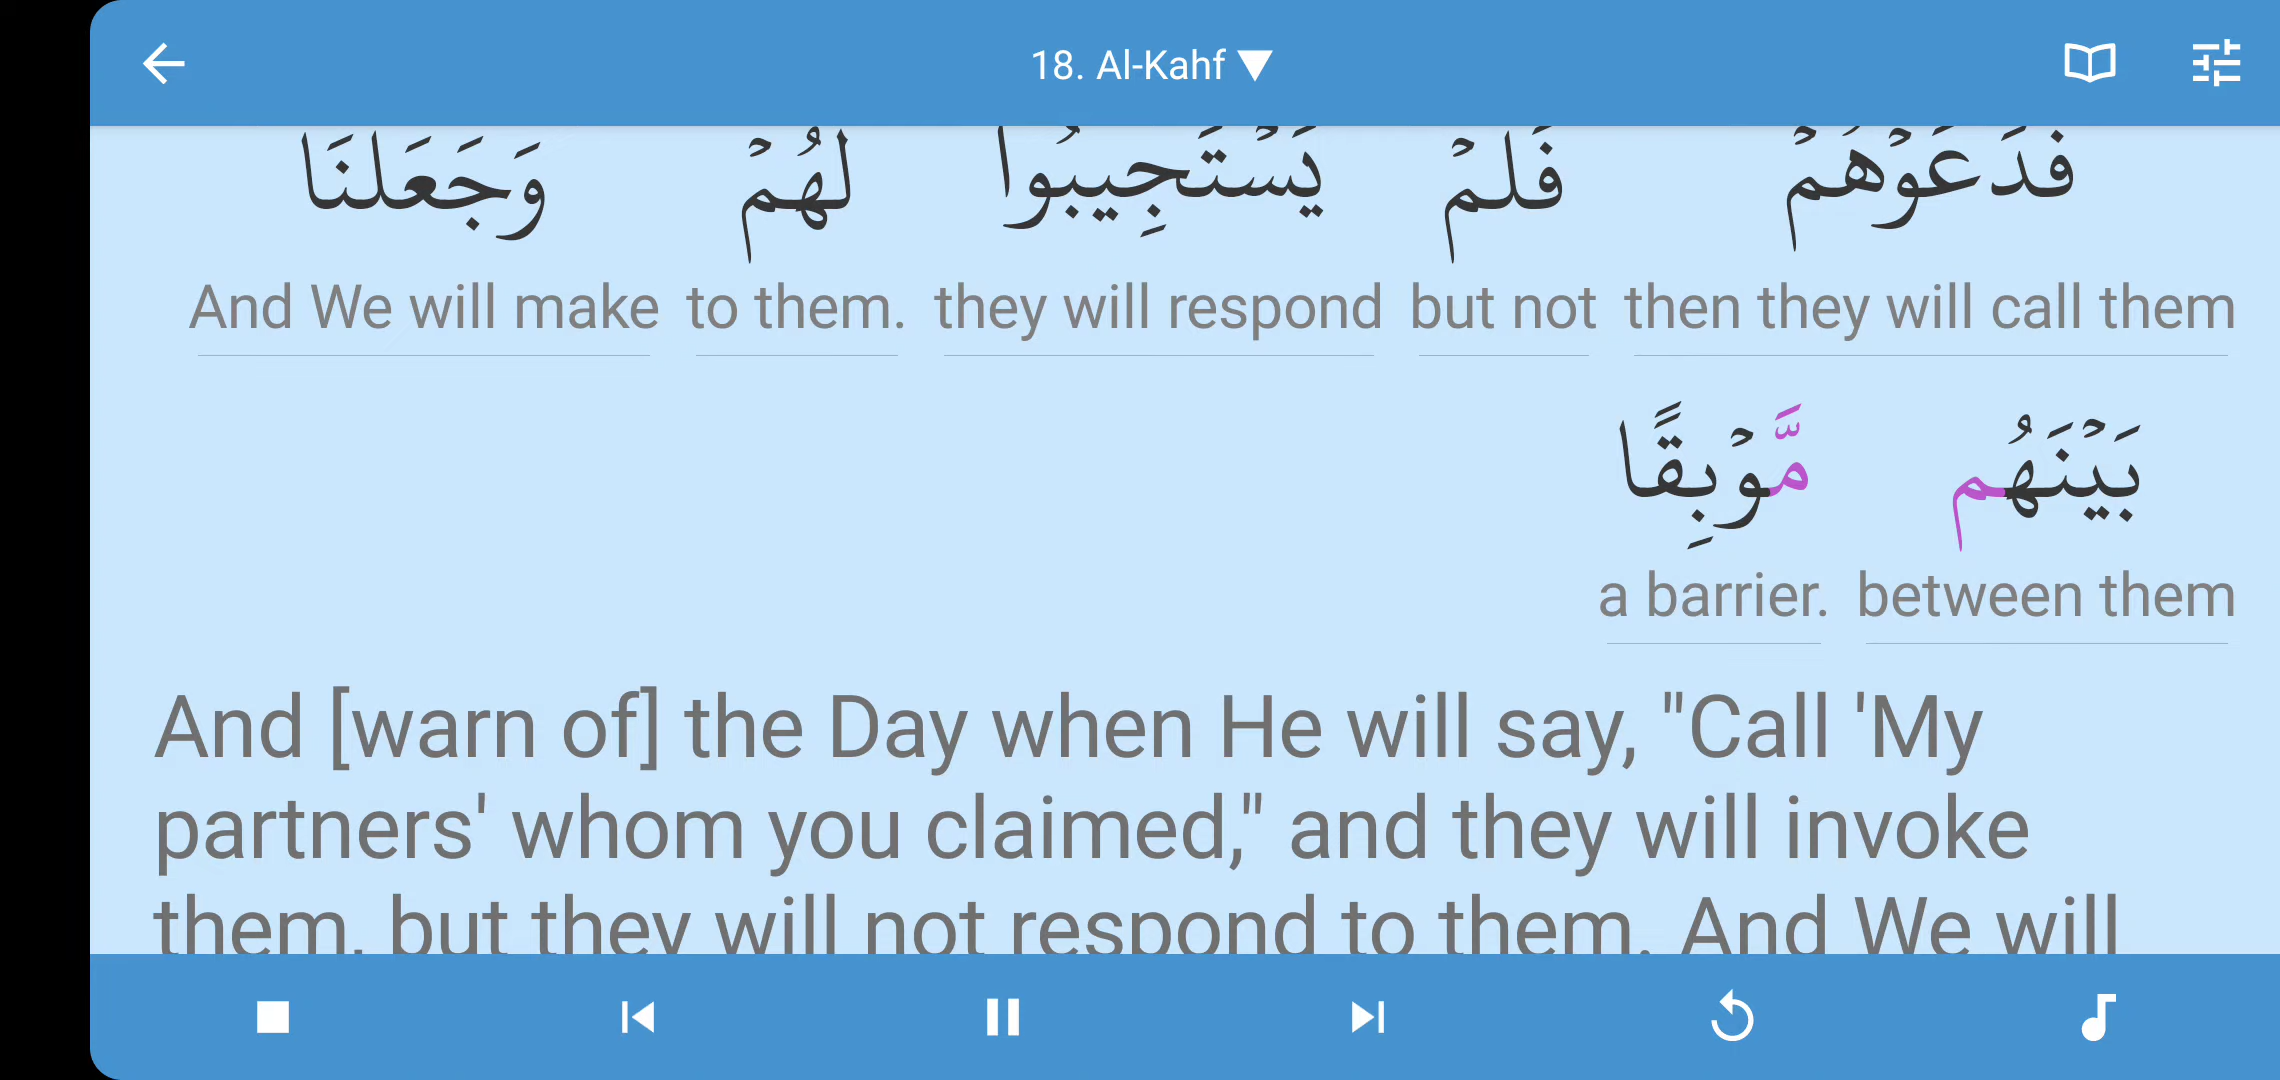 18. Al-Kahf ▼
فَدَعَوْهُمْ فَلَمْ يَسْتَجِيبُوا لَهُمْ وَجَعَلْنَا
then they will call them but not they will respond to them. And We will make
بَيْنَهُم مَّوْبِقًا
between them a barrier.
And [warn of] the Day when He will say, "Call 'My
partners' whom you claimed," and they will invoke
them, but they will not respond to them. And We will